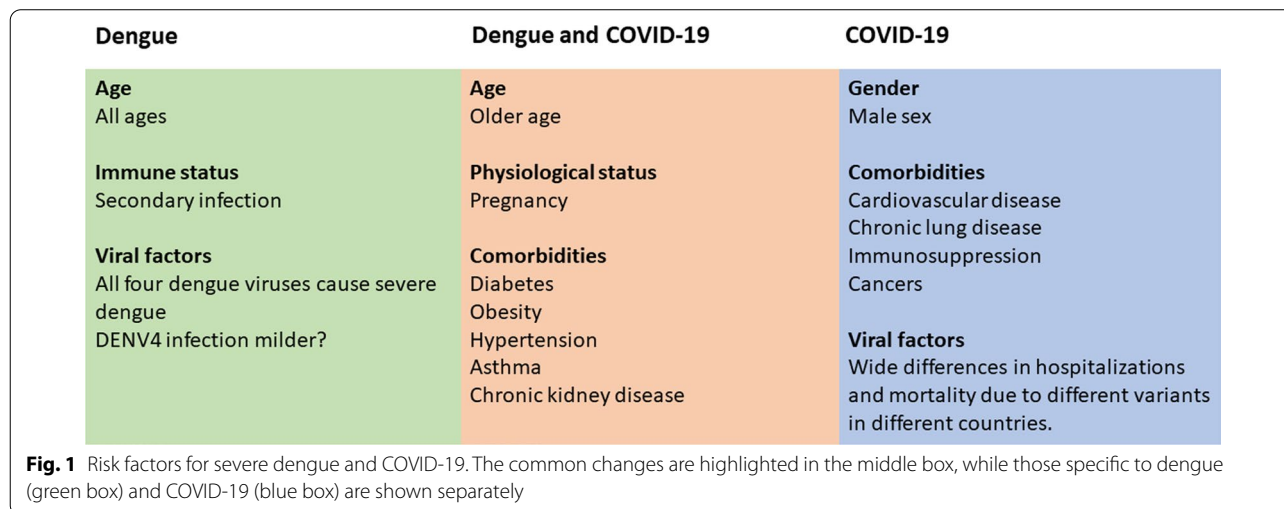 Dengue
Age
All ages
Immune status
Secondary infection
Viral factors
All four dengue viruses cause severe
dengue
DENV4 infection milder?
Dengue and COVID-19
Age
Older age
Physiological status
Pregnancy
Comorbidities
Diabetes
Obesity
Hypertension
Asthma
Chronic kidney disease
COVID-19
Gender
Male sex
Comorbidities
Cardiovascular disease
Chronic lung disease
Immunosuppression
Cancers
Viral factors
Wide differences in hospitalizations
and mortality due to different variants
in different countries.
Fig. 1 Risk factors for severe dengue and COVID-19. The common changes are highlighted in the middle box, while those specific to dengue
(green box) and COVID-19 (blue box) are shown separately